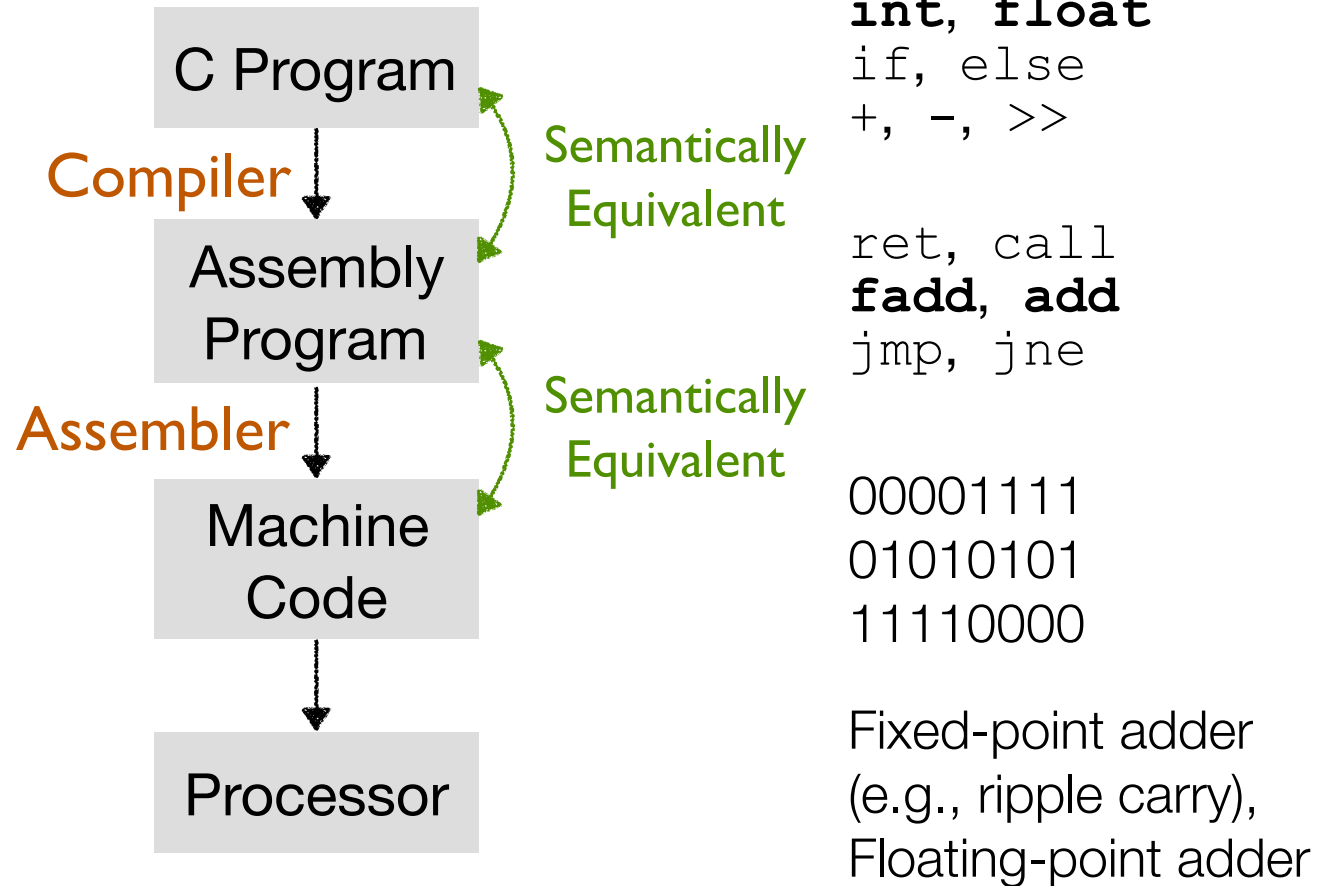 C Program
int, float
if, else
+, -, >>
Compiler
Semantically
Equivalent
Assembly
Program
ret, call
fadd, add
jmp, jne
Assembler
Semantically
Equivalent
Machine
Code
00001111
01010101
11110000
Processor
Fixed-point adder
(e.g., ripple carry),
Floating-point adder